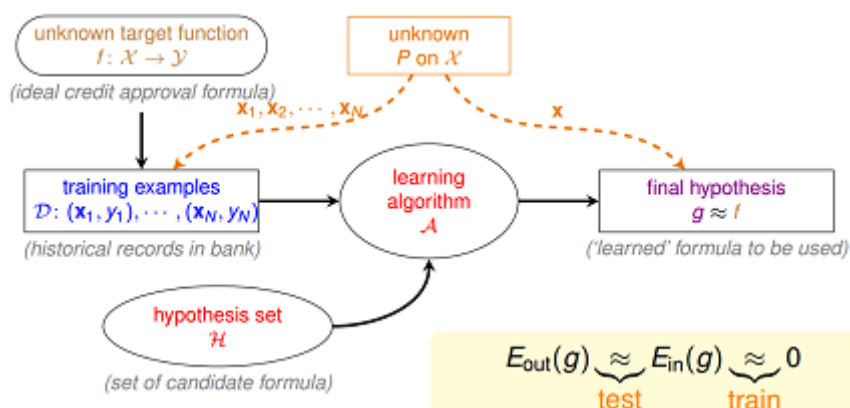 unknown target function
f: 𝒳 → 𝒴
(ideal credit approval formula)
unknown
P on 𝒳
x₁, x₂, ⋯ , x_N
x
training examples
𝒟: (x₁, y₁), ⋯ , (x_N, y_N)
(historical records in bank)
learning
algorithm
𝒜
final hypothesis
g ≈ f
('learned' formula to be used)
hypothesis set
ℋ
(set of candidate formula)
E_out(g) ≈ E_in(g) ≈ 0
test train